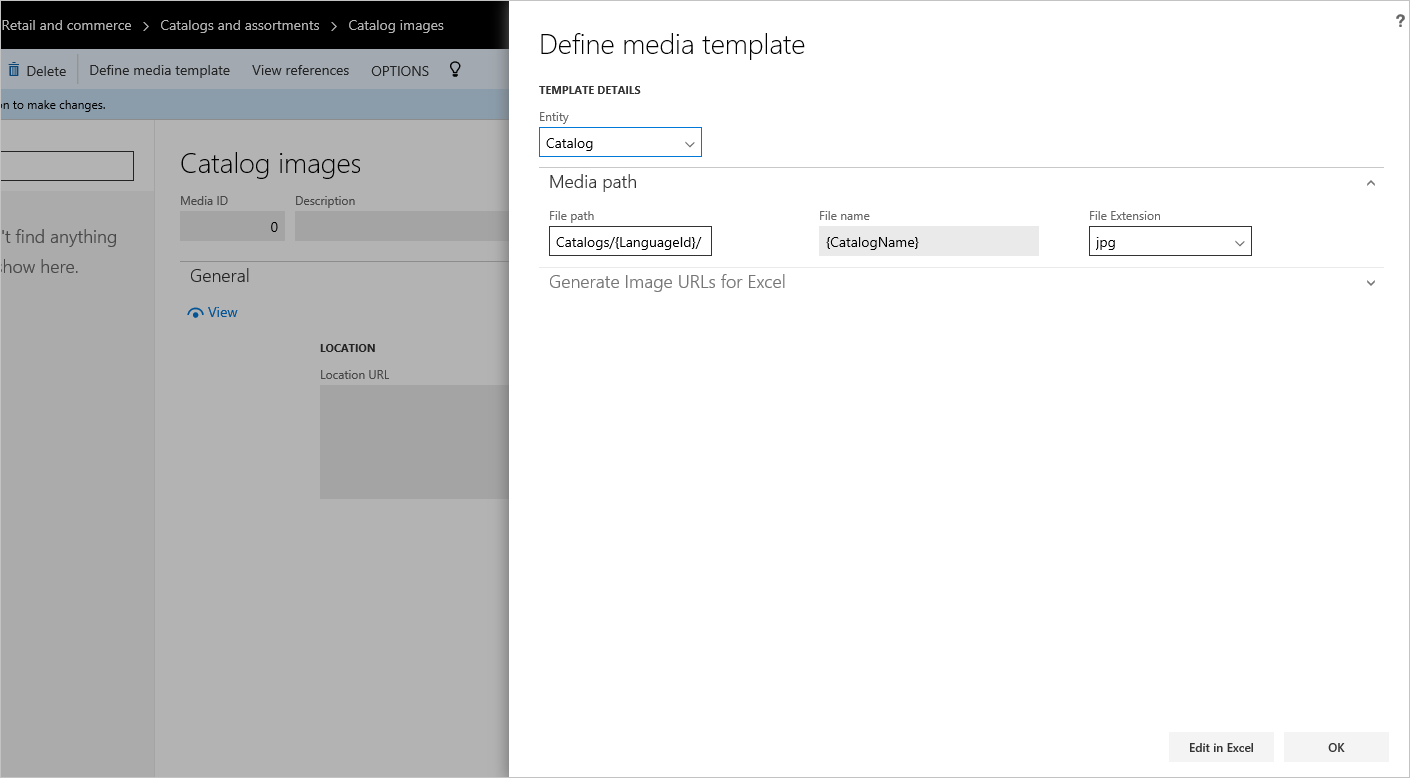 Retail and commerce > Catalogs and assortments > Catalog images
?
Delete
Define media template
View references
OPTIONS
n to make changes.
't find anything
how here.
Catalog images
Media ID
Description
0
General
View
LOCATION
Location URL
Define media template
TEMPLATE DETAILS
Entity
Catalog
Media path
File path
File name
File Extension
Catalogs/{LanguageId}/
{CatalogName}
jpg
Generate Image URLs for Excel
Edit in Excel
OK